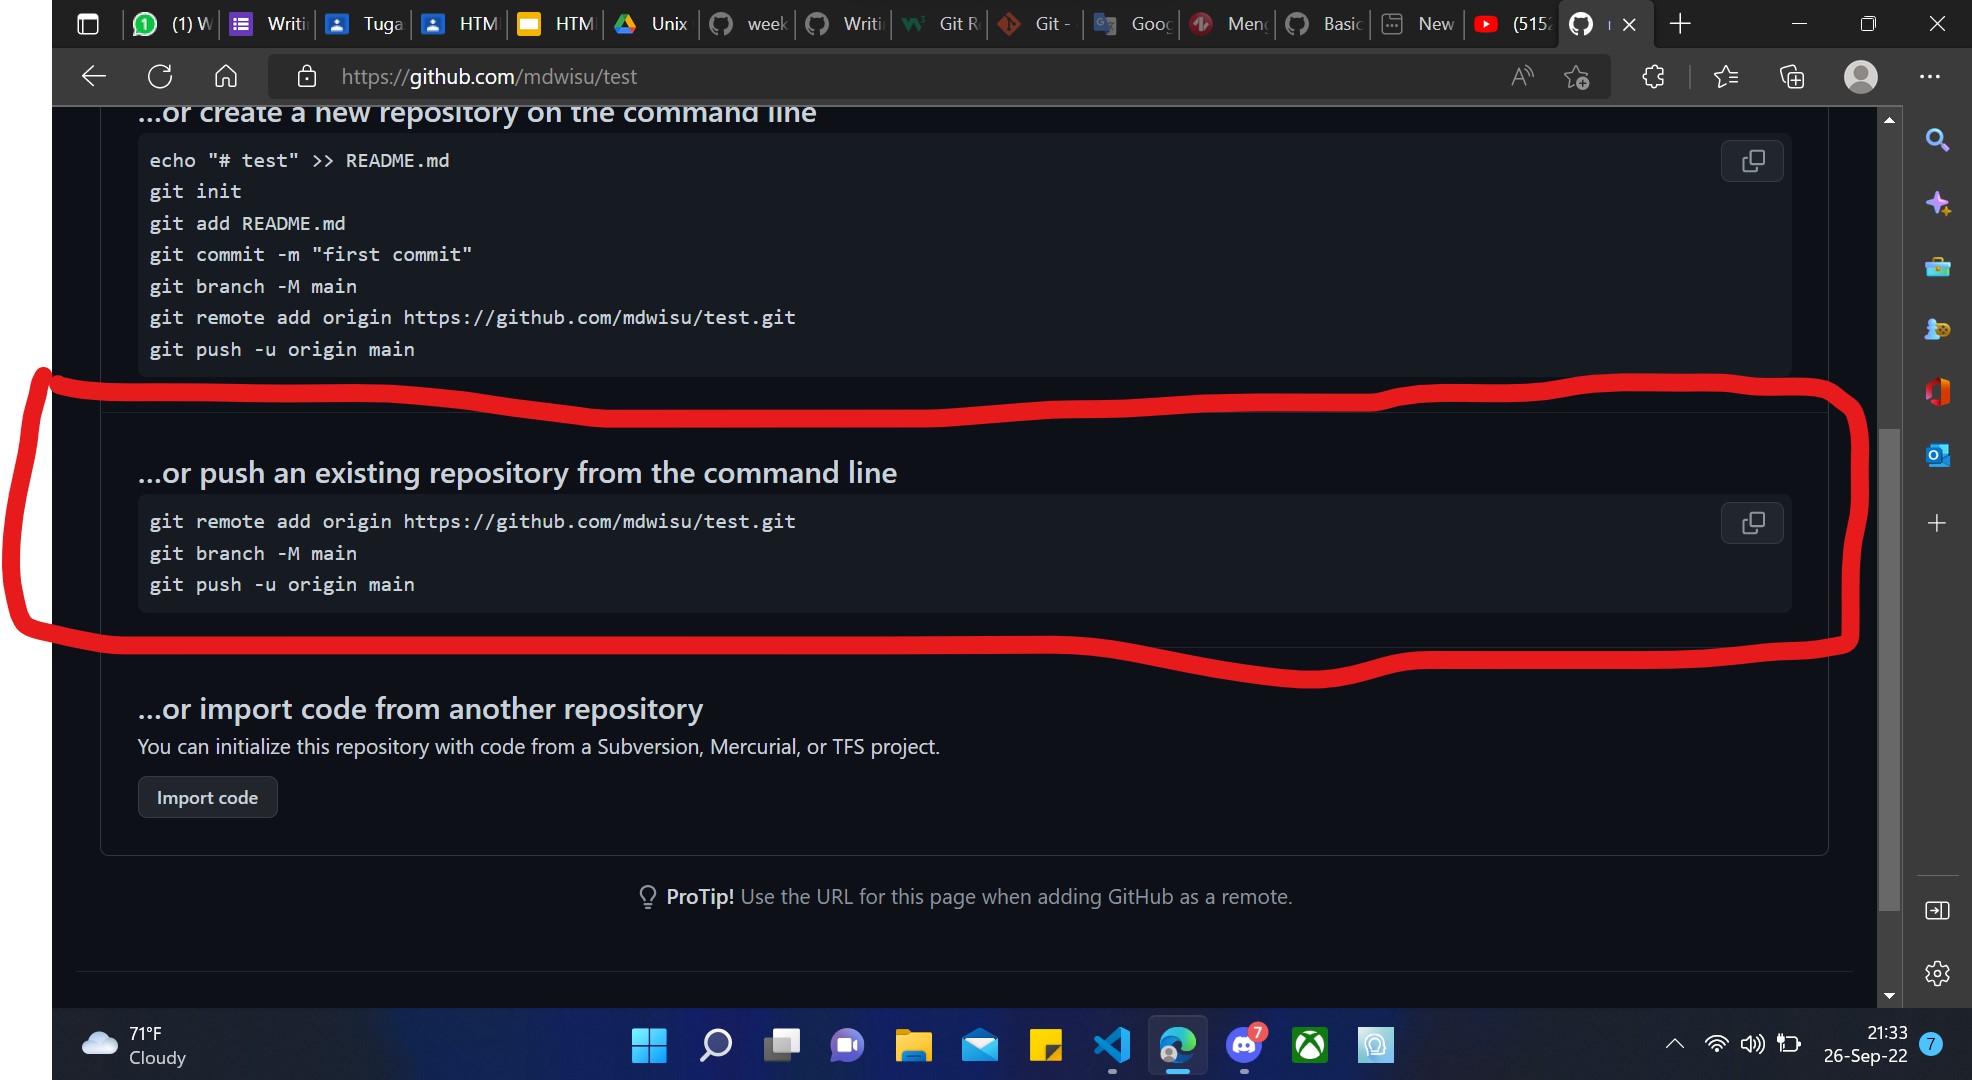 1
(1) W
Writi
Tuga
HTM
HTM
Unix
week
Writi
Git R
Git -
Goog
Meng
Basic
New
(515
https://github.com/mdwisu/test
...or create a new repository on the command line
echo "# test" >> README.md
git init
git add README.md
git commit -m "first commit"
git branch -M main
git remote add origin https://github.com/mdwisu/test.git
git push -u origin main
...or push an existing repository from the command line
git remote add origin https://github.com/mdwisu/test.git
git branch -M main
git push -u origin main
...or import code from another repository
You can initialize this repository with code from a Subversion, Mercurial, or TFS project.
Import code
ProTip! Use the URL for this page when adding GitHub as a remote.
71°F
Cloudy
7
21:33
26-Sep-22
7